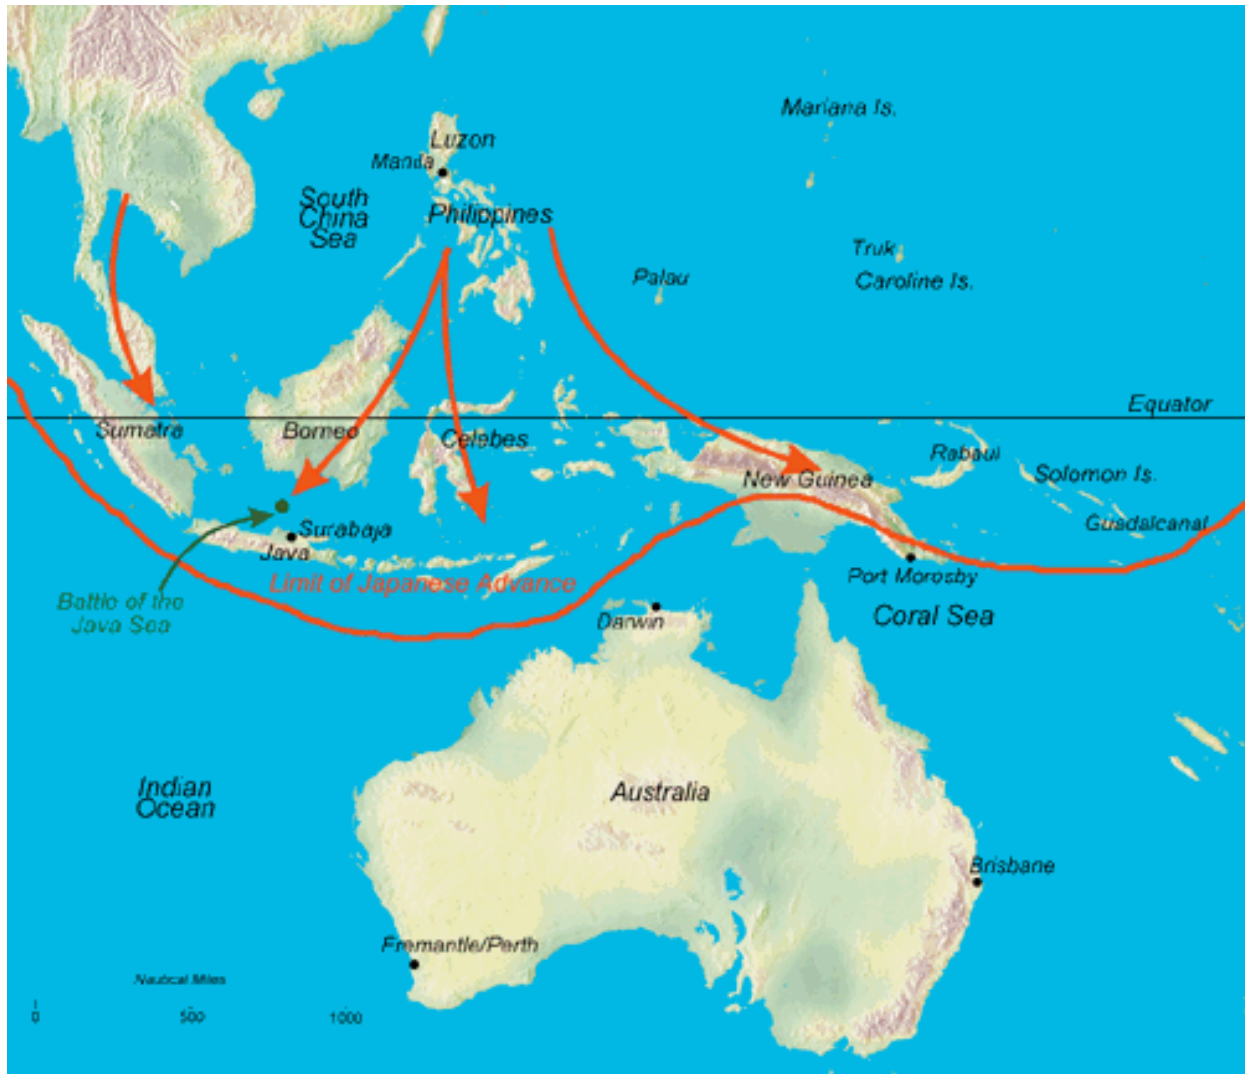 Mariana Is.
Luzon
Manila
South
China
Sea
Philippines
Truk
Palau
Caroline Is.
Equator
Sumatra
Borneo
Celebes
Rabaul
Solomon Is.
New Guinea
Guadalcanal
Surabaja
Java
Limit of Japanese Advance
Port Moresby
Battle of the
Java Sea
Darwin
Coral Sea
Indian
Ocean
Australia
Brisbane
Fremantle/Perth
Nautical Miles
0 500 1000